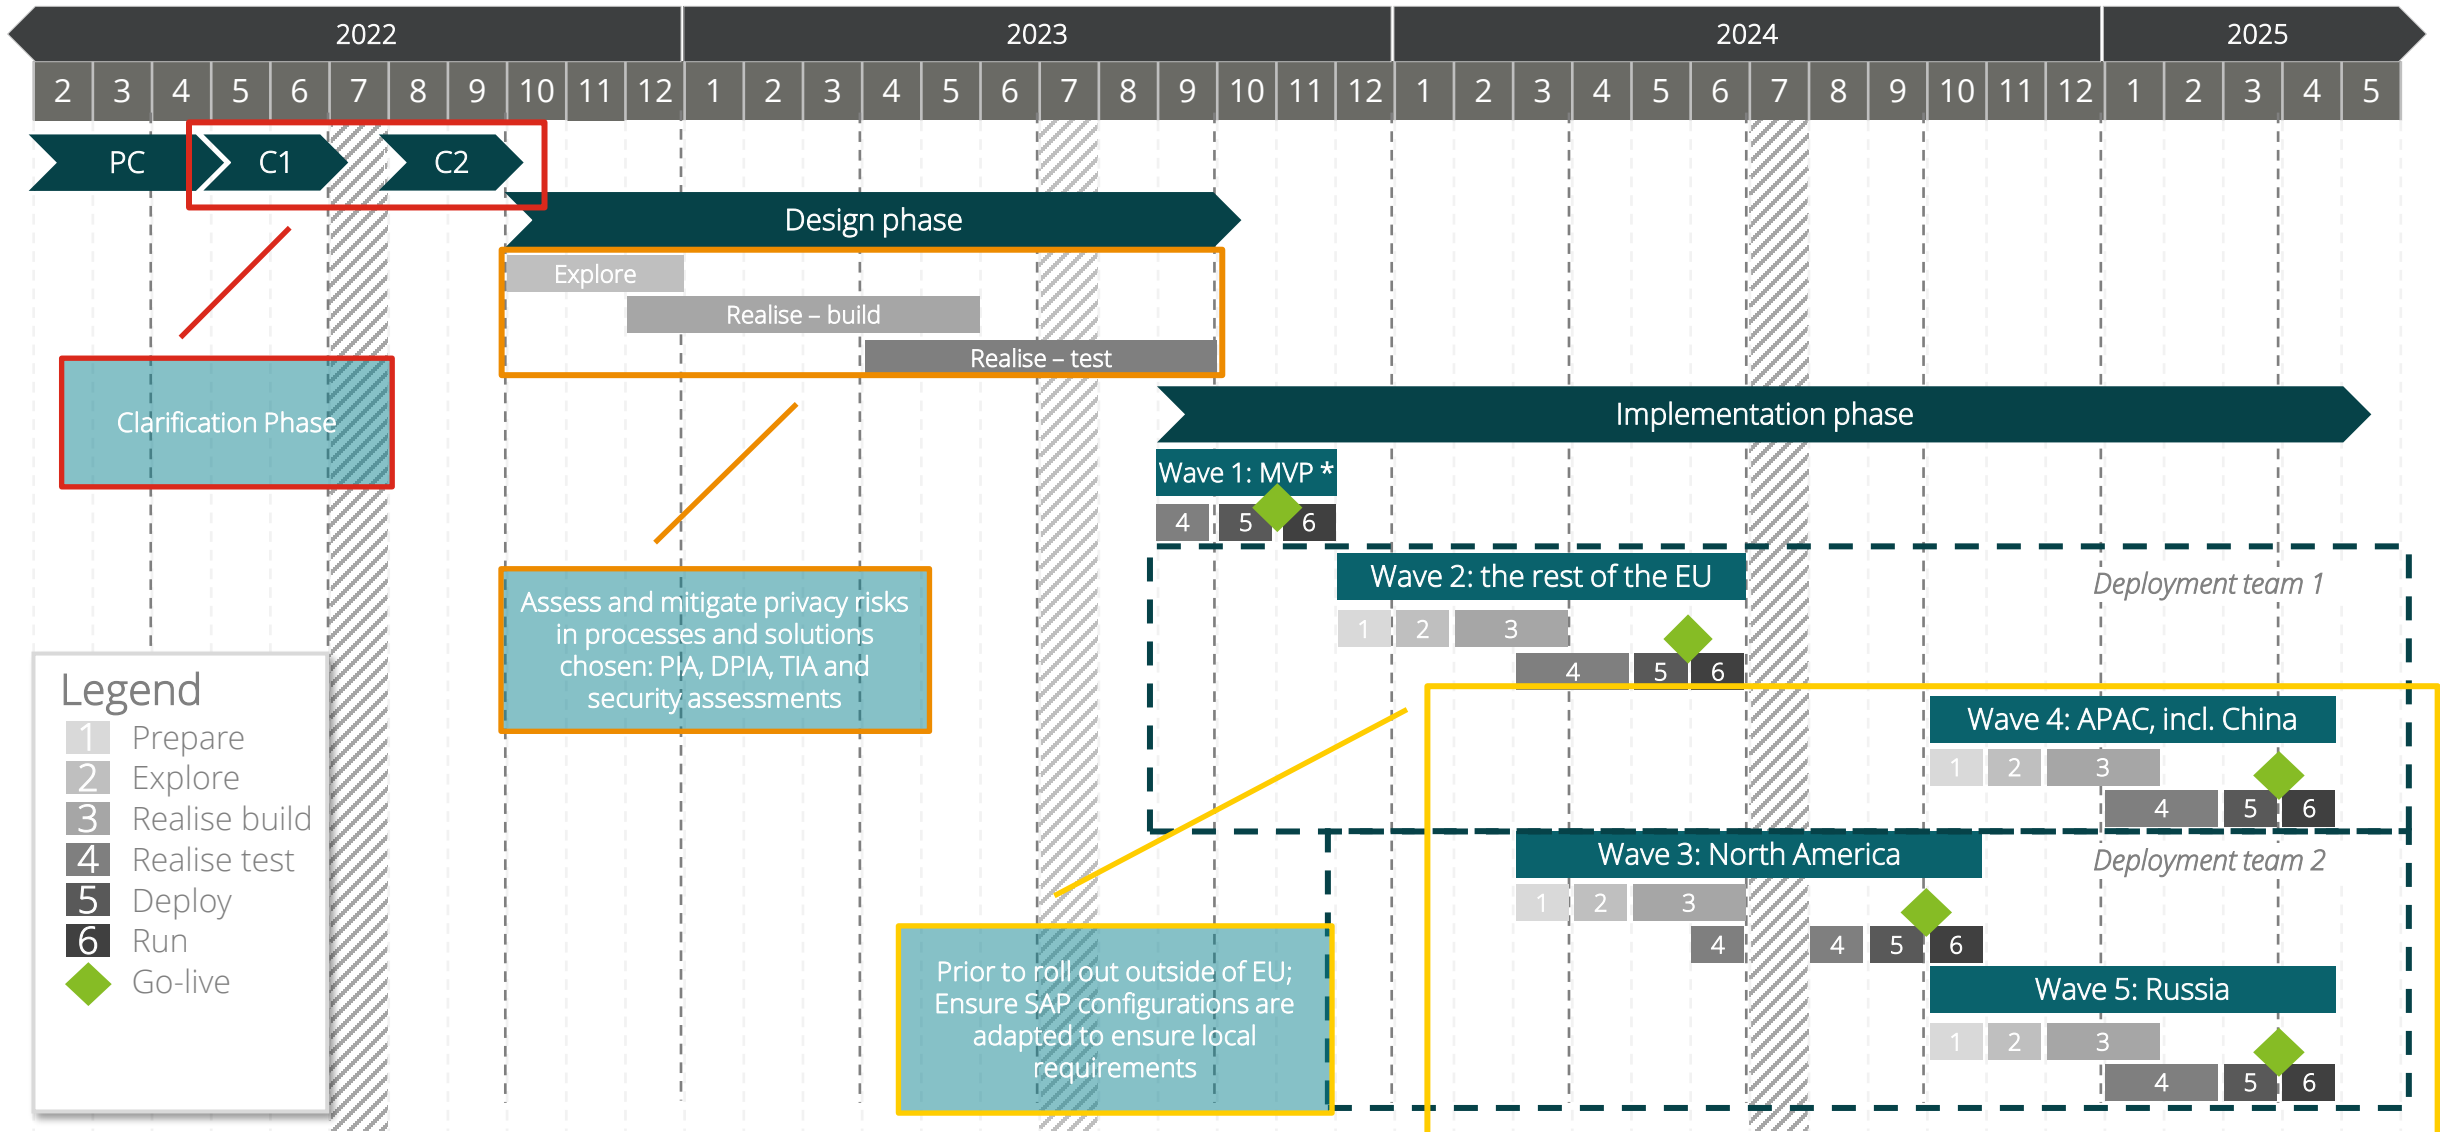 2022 2023 2024 2025
2 3 4 5 6 7 8 9 10 11 12 1 2 3 4 5 6 7 8 9 10 11 12 1 2 3 4 5 6 7 8 9 10 11 12 1 2 3 4 5
PC C1 C2
Design phase
Explore
Realise – build
Realise – test
Clarification Phase
Implementation phase
Wave 1: MVP *
4 5 6
Wave 2: the rest of the EU
Deployment team 1
1 2 3
4 5 6
Assess and mitigate privacy risks
in processes and solutions
chosen: PIA, DPIA, TIA and
security assessments
Wave 4: APAC, incl. China
1 2 3
4 5 6
Wave 3: North America
Deployment team 2
1 2 3
4 4 5 6
Wave 5: Russia
1 2 3
4 5 6
Prior to roll out outside of EU;
Ensure SAP configurations are
adapted to ensure local
requirements
Legend
1 Prepare
2 Explore
3 Realise build
4 Realise test
5 Deploy
6 Run
Go-live